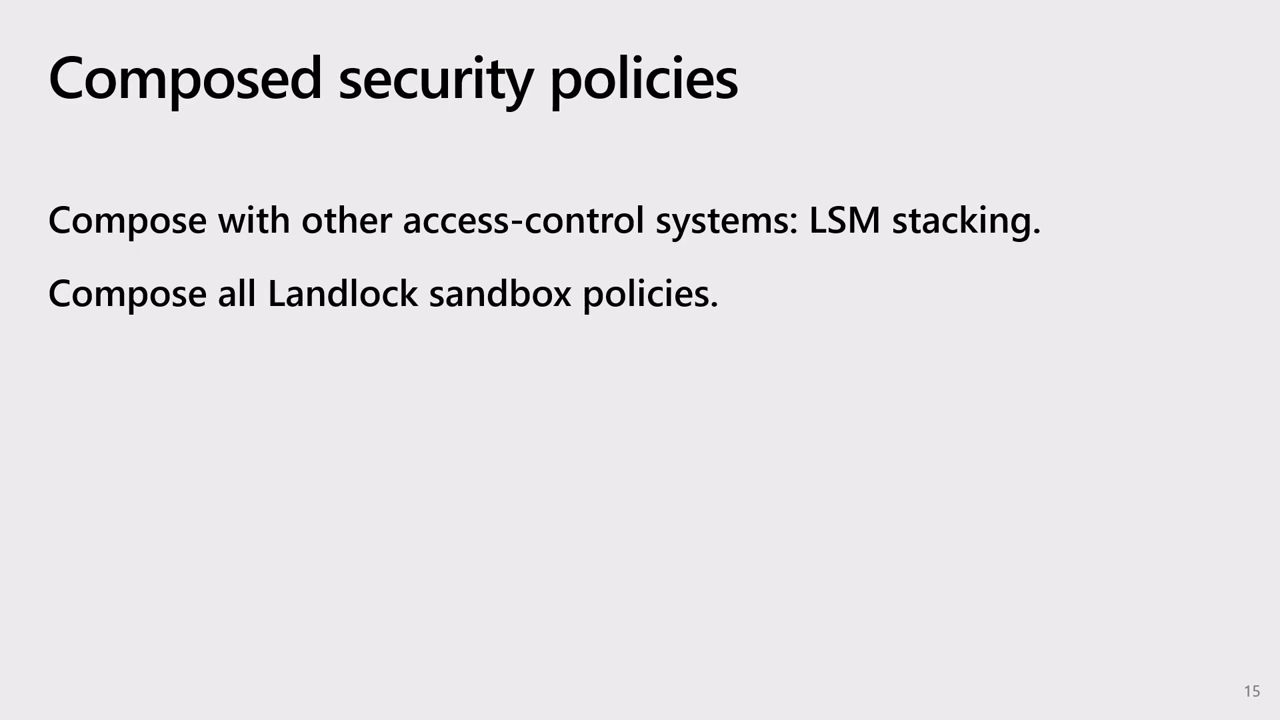 Composed security policies
Compose with other access-control systems: LSM stacking.
Compose all Landlock sandbox policies.
15